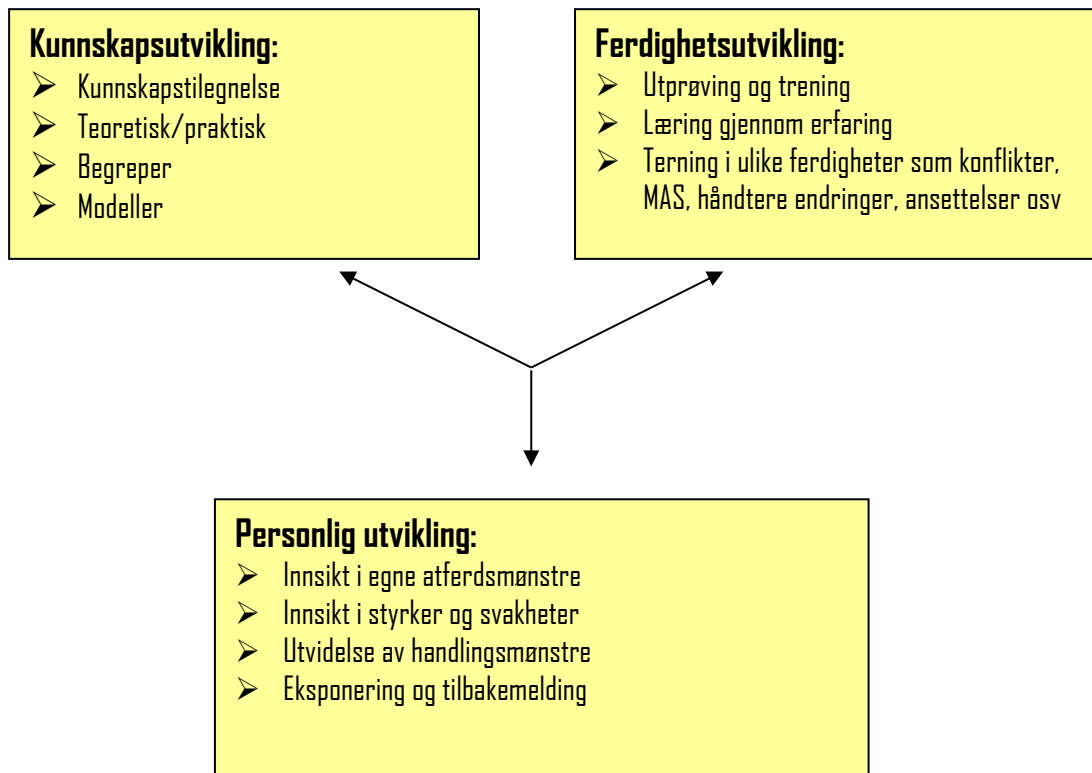 Kunnskapsutvikling:
➢ Kunnskapstilegnelse
➢ Teoretisk/praktisk
➢ Begreper
➢ Modeller
Ferdighetsutvikling:
➢ Utprøving og trening
➢ Læring gjennom erfaring
➢ Terning i ulike ferdigheter som konflikter,
MAS, håndtere endringer, ansettelser osv
Personlig utvikling:
➢ Innsikt i egne atferdsmønstre
➢ Innsikt i styrker og svakheter
➢ Utvidelse av handlingsmønstre
➢ Eksponering og tilbakemelding